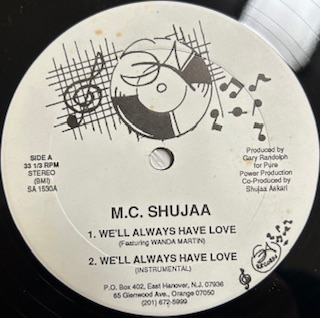 SIDE A
33 1/3 RPM
STEREO
(BMI)
SA 1530A
Produced by
Gary Randolph
for Pure
Power Production
Co-Produced by
Shujaa Askari
M.C. SHUJAA
1. WE'LL ALWAYS HAVE LOVE
(Featuring WANDA MARTIN)
2. WE'LL ALWAYS HAVE LOVE
(INSTRUMENTAL)
P.O. Box 402, East Hanover, N.J. 07936
65 Glenwood Ave., Orange 07050
(201) 672-5999